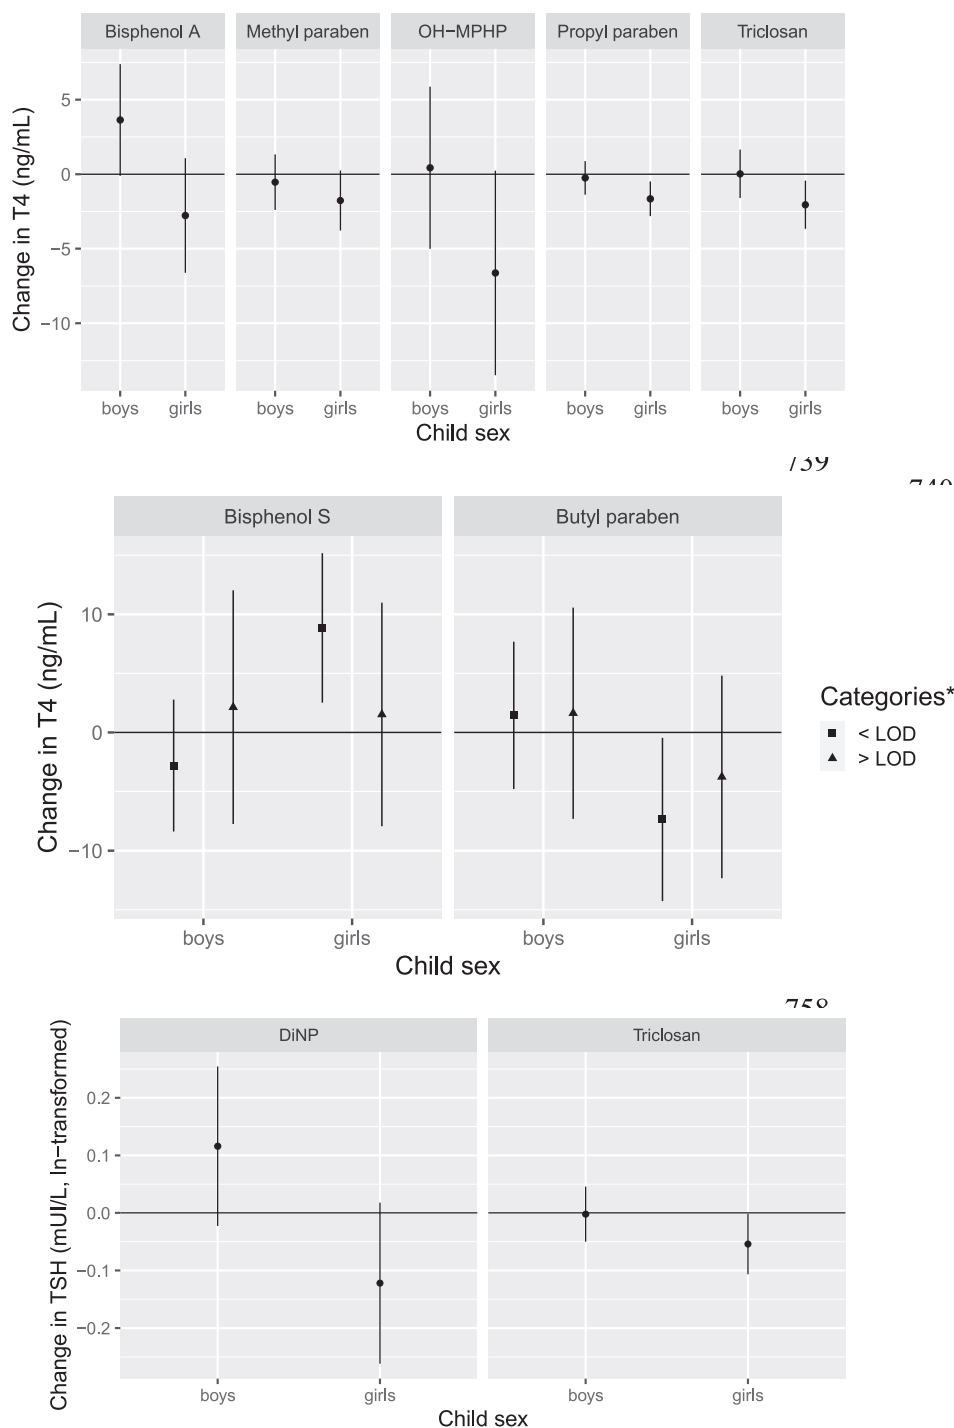 Bisphenol A Methyl paraben OH−MPHP Propyl paraben Triclosan
Change in T4 (ng/mL)
5
0
−5
−10
boys girls boys girls boys girls boys girls boys girls
Child sex
739
Bisphenol S Butyl paraben
Change in T4 (ng/mL)
10
0
−10
boys girls boys girls
Child sex
Categories*
< LOD
> LOD
DiNP Triclosan
Change in TSH (mUI/L, ln−transformed)
0.2
0.1
0.0
−0.1
−0.2
boys girls boys girls
Child sex